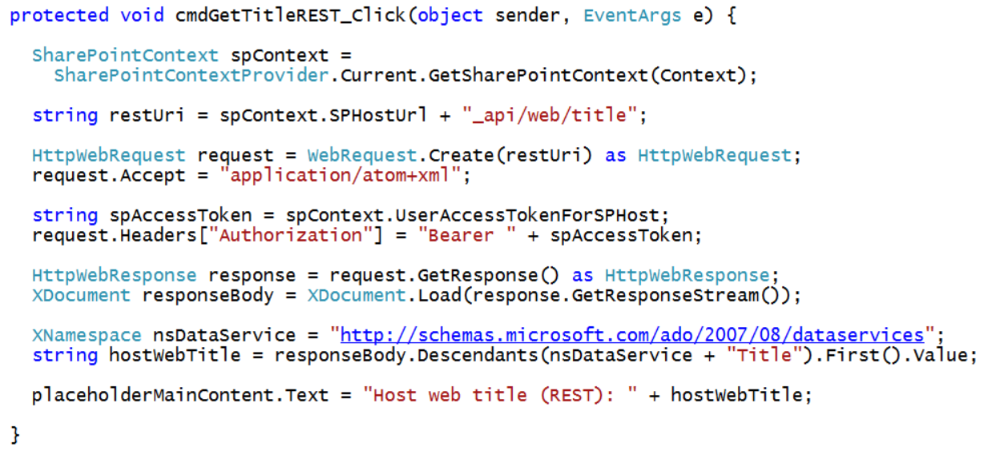 protected void cmdGetTitleREST_Click(object sender, EventArgs e) {
SharePointContext spContext =
SharePointContextProvider.Current.GetSharePointContext(Context);
string restUri = spContext.SPHostUrl + "_api/web/title";
HttpWebRequest request = WebRequest.Create(restUri) as HttpWebRequest;
request.Accept = "application/atom+xml";
string spAccessToken = spContext.UserAccessTokenForSPHost;
request.Headers["Authorization"] = "Bearer " + spAccessToken;
HttpWebResponse response = request.GetResponse() as HttpWebResponse;
XDocument responseBody = XDocument.Load(response.GetResponseStream());
XNamespace nsDataService = "http://schemas.microsoft.com/ado/2007/08/dataservices";
string hostWebTitle = responseBody.Descendants(nsDataService + "Title").First().Value;
placeholderMainContent.Text = "Host web title (REST): " + hostWebTitle;
}